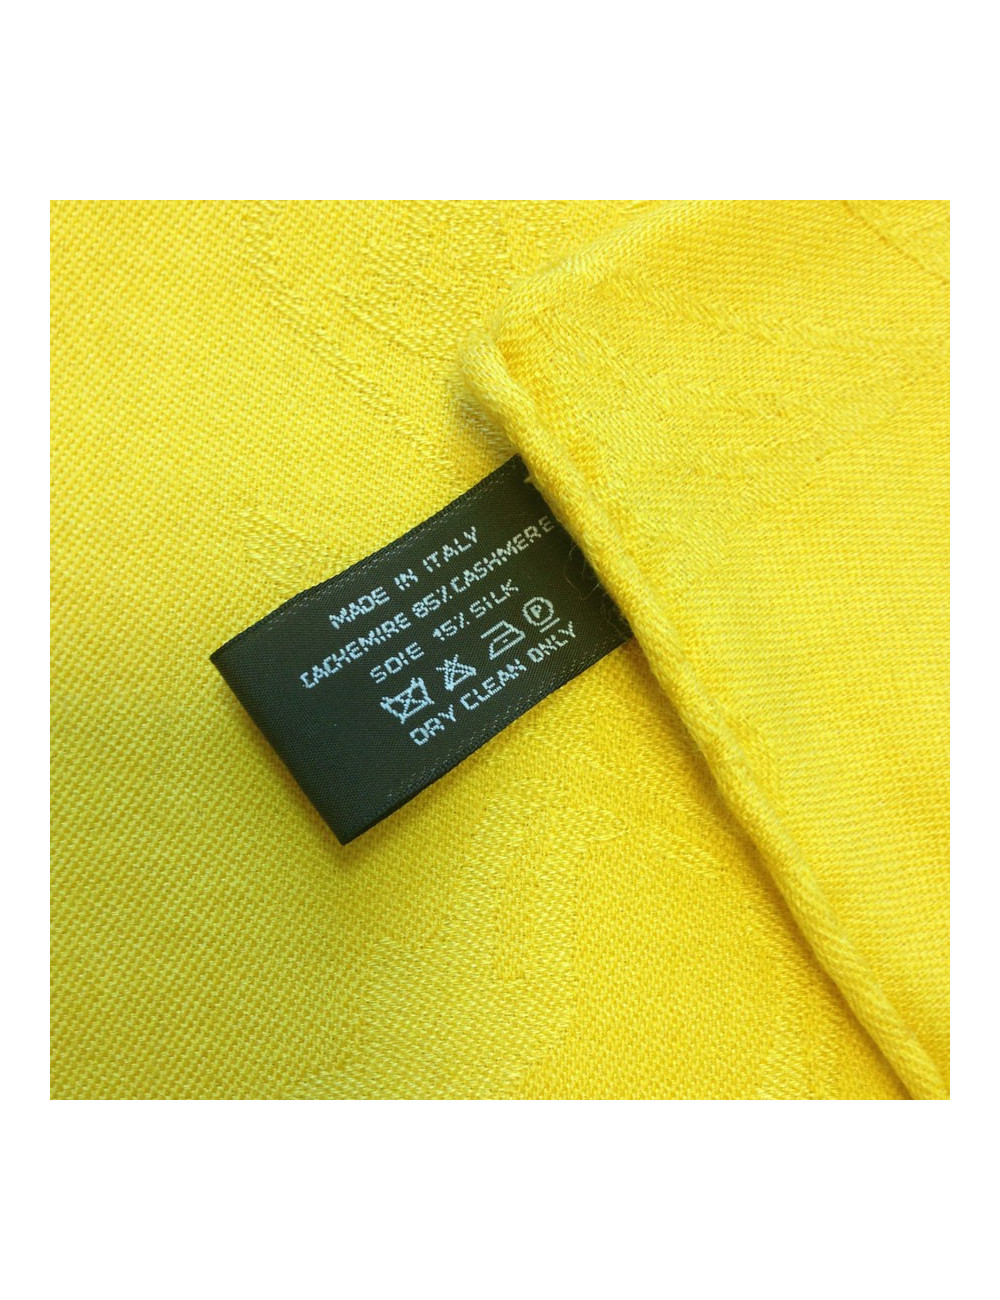 MADE IN ITALY
CACHEMIRE 85% CASHMERE
SOIE 15% SILK
P
DRY CLEAN ONLY